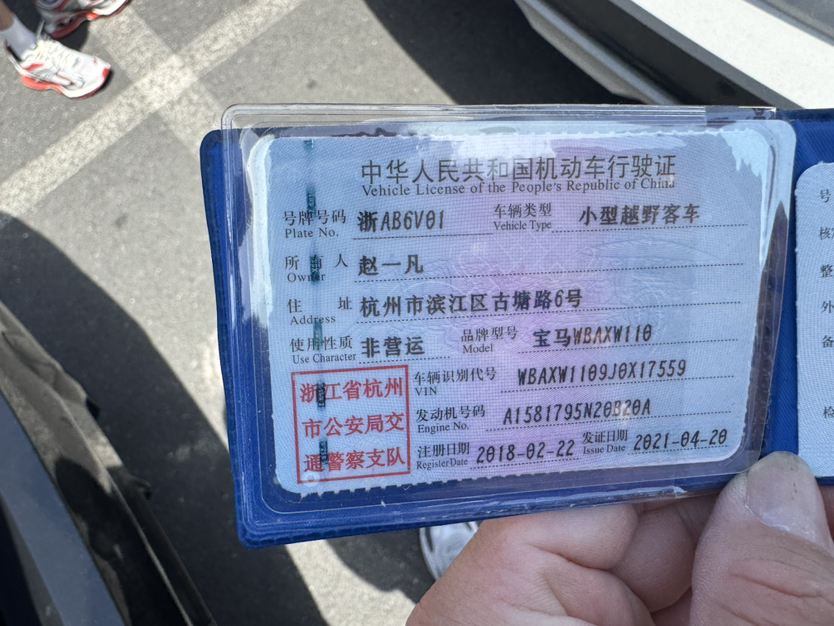 中华人民共和国机动车行驶证
Vehicle License of the People's Republic of China
号牌号码 浙AB6V01 车辆类型 小型越野客车
Plate No. Vehicle Type
所有人 赵一凡
Owner
住址 杭州市滨江区古塘路6号
Address
使用性质 非营运 品牌型号 宝马WBAXW110
Use Character Model
浙江省杭州
市公安局交
通警察支队
车辆识别代号 WBAXW1109J0X17559
VIN
发动机号码 A1581795N20B20A
Engine No.
注册日期 2018-02-22 发证日期 2021-04-20
Register Date Issue Date
号
核
整
外
备
检